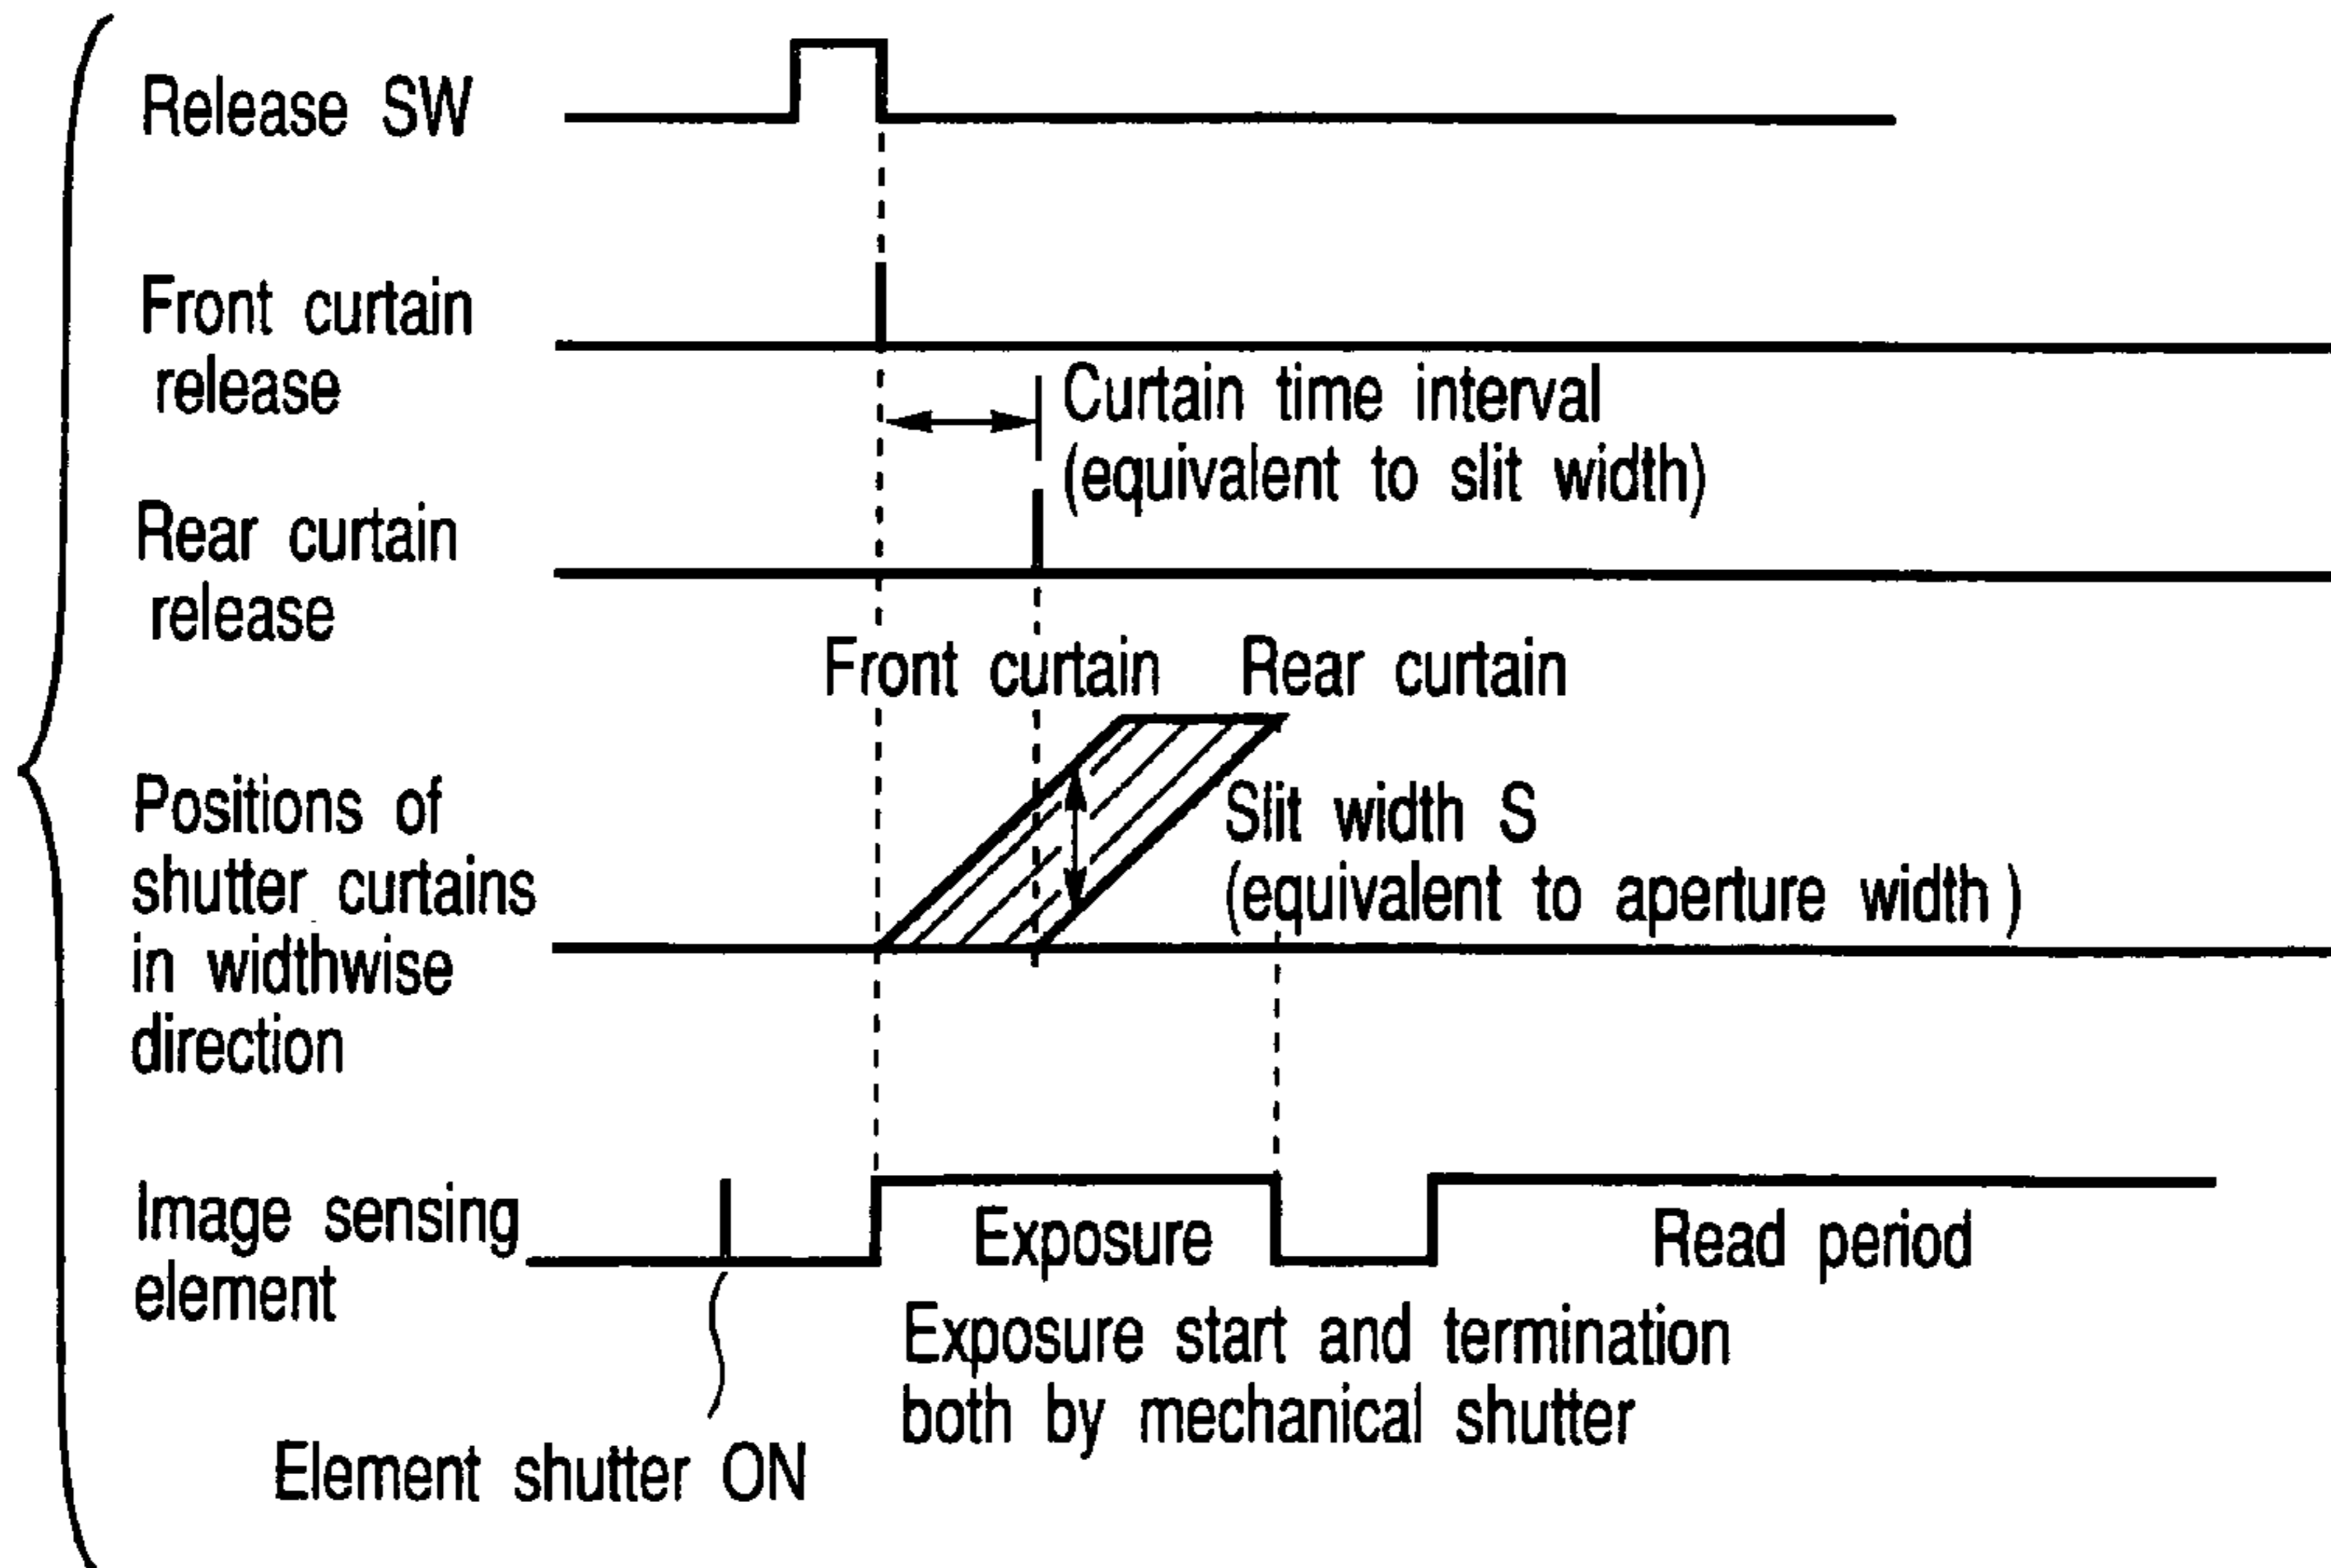 Release SW
Front curtain
release
Curtain time interval
(equivalent to slit width)
Rear curtain
release
Front curtain
Rear curtain
Positions of
shutter curtains
in widthwise
direction
Slit width S
(equivalent to aperture width)
Image sensing
element
Exposure
Read period
Exposure start and termination
both by mechanical shutter
Element shutter ON